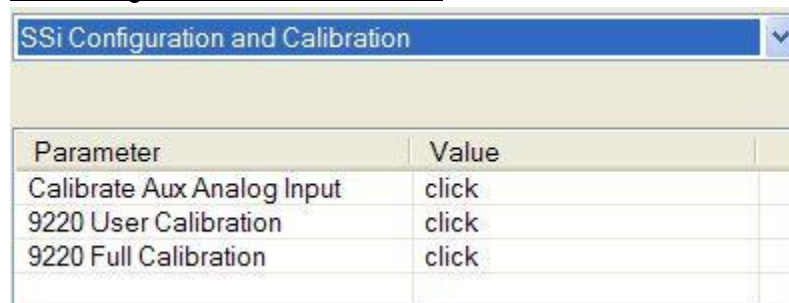 SSi Configuration and Calibration
Parameter Value
Calibrate Aux Analog Input click
9220 User Calibration click
9220 Full Calibration click